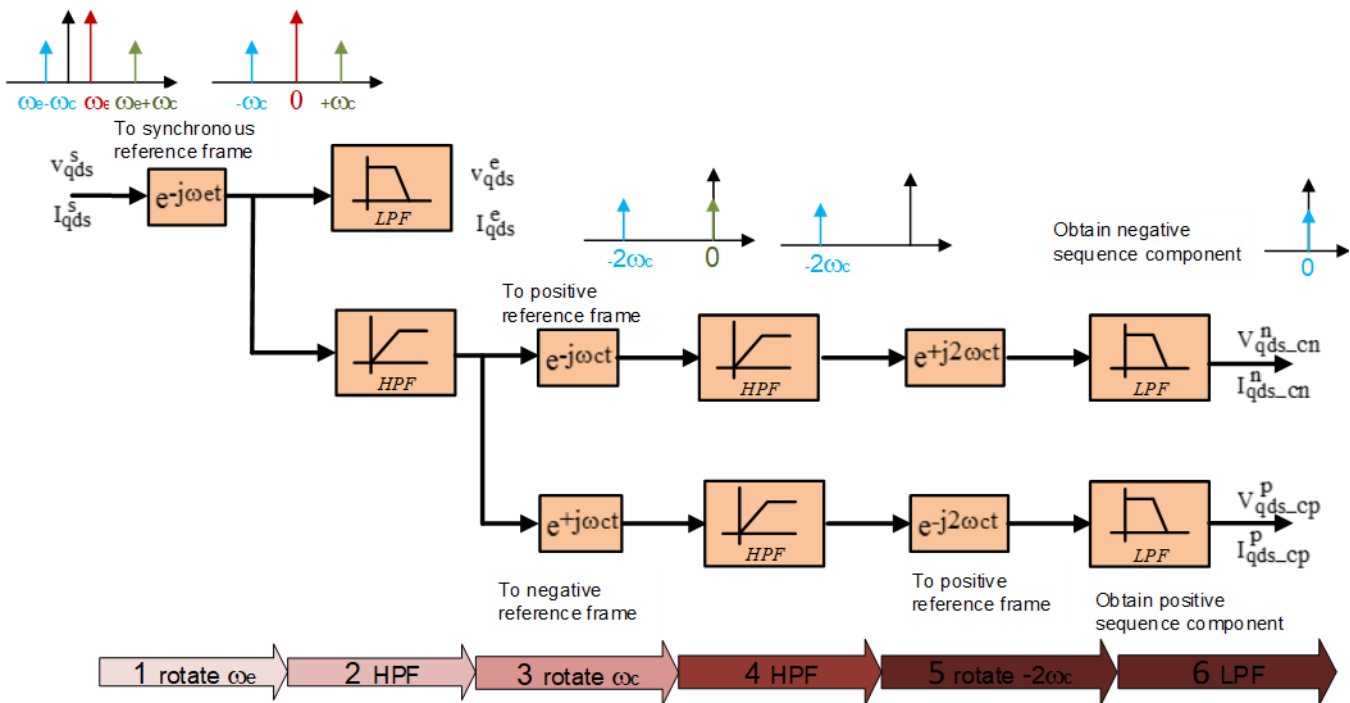 ωe-ωc ωe ωe+ωc
-ωc 0 +ωc
To synchronous
reference frame
v^s_qds
I^s_qds
e^-jωet
LPF
v^e_qds
I^e_qds
-2ωc 0
-2ωc
Obtain negative
sequence component
0
HPF
To positive
reference frame
e^-jωct
HPF
e^+j2ωct
LPF
V^n_qds_cn
I^n_qds_cn
e^+jωct
HPF
e^-j2ωct
LPF
V^p_qds_cp
I^p_qds_cp
To negative
reference frame
To positive
reference frame
Obtain positive
sequence component
1 rotate ωe
2 HPF
3 rotate ωc
4 HPF
5 rotate -2ωc
6 LPF